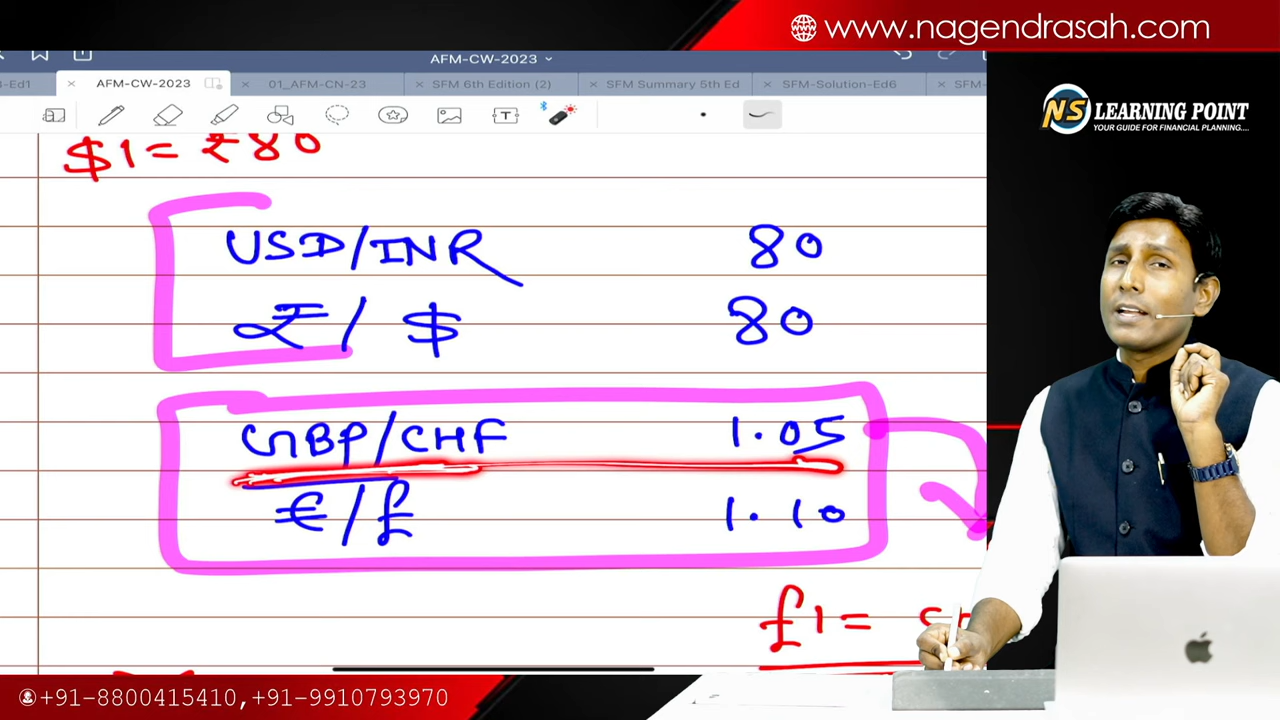 www.nagendrasah.com
AFM-CW-2023
-Ed1
AFM-CW-2023
01_AFM-CN-23
SFM 6th Edition (2)
SFM Summary 5th Ed
SFM-Solution-Ed6
SFM-
NS LEARNING POINT
YOUR GUIDE FOR FINANCIAL PLANNING....
$1 = ₹80
USD/INR 80
₹/$ 80
GBP/CHF 1.05
€/£ 1.10
£1 =
+91-8800415410,+91-9910793970